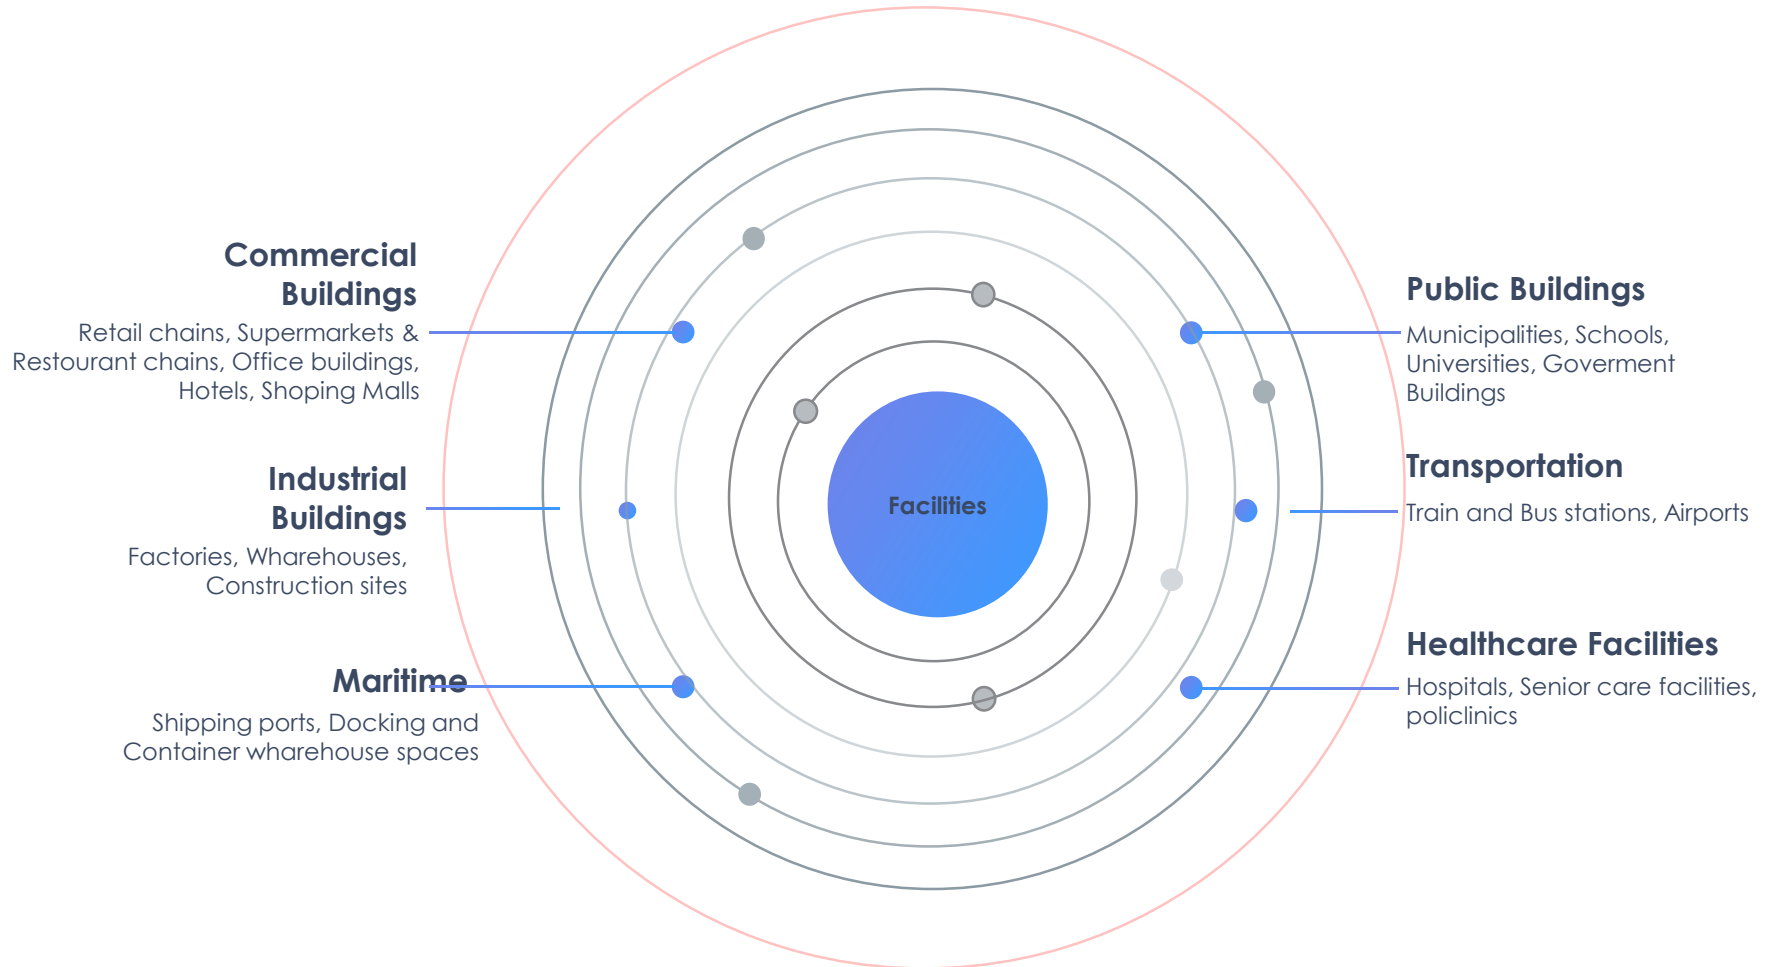 Commercial
Buildings
Retail chains, Supermarkets &
Restourant chains, Office buildings,
Hotels, Shoping Malls
Industrial
Buildings
Factories, Wharehouses,
Construction sites
Maritime
Shipping ports, Docking and
Container wharehouse spaces
Facilities
Public Buildings
Municipalities, Schools,
Universities, Goverment
Buildings
Transportation
Train and Bus stations, Airports
Healthcare Facilities
Hospitals, Senior care facilities,
policlinics